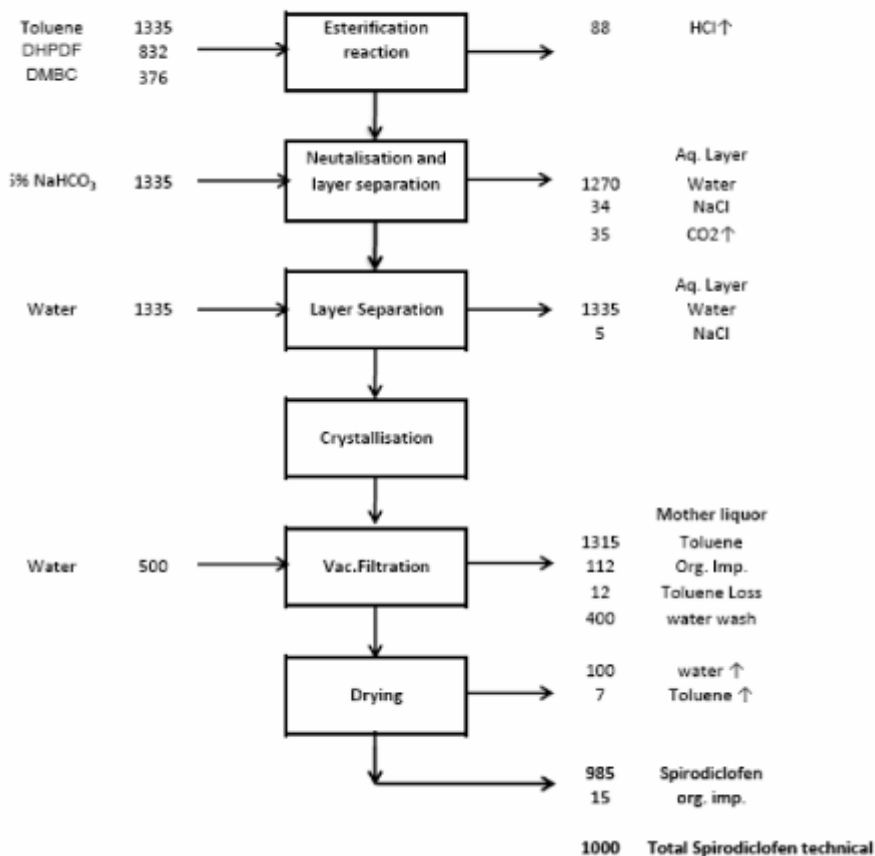 Toluene 1335 Esterification 88 HCl↑
DHPDF 832 reaction
DMBC 376
Neutalisation and Aq. Layer
5% NaHCO₃ 1335 layer separation 1270 Water
34 NaCl
35 CO2↑
Aq. Layer
Water 1335 Layer Separation 1335 Water
5 NaCl
Crystallisation
Mother liquor
1315 Toluene
Water 500 Vac.Filtration 112 Org. Imp.
12 Toluene Loss
400 water wash
100 water ↑
Drying 7 Toluene ↑
985 Spirodiclofen
15 org. imp.
1000 Total Spirodiclofen technical